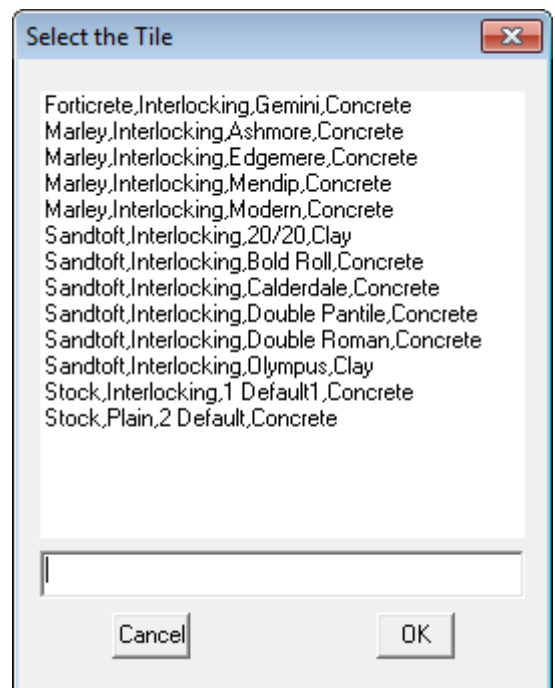 Select the Tile
Forticrete,Interlocking,Gemini,Concrete
Marley,Interlocking,Ashmore,Concrete
Marley,Interlocking,Edgemere,Concrete
Marley,Interlocking,Mendip,Concrete
Marley,Interlocking,Modern,Concrete
Sandtoft,Interlocking,20/20,Clay
Sandtoft,Interlocking,Bold Roll,Concrete
Sandtoft,Interlocking,Calderdale,Concrete
Sandtoft,Interlocking,Double Pantile,Concrete
Sandtoft,Interlocking,Double Roman,Concrete
Sandtoft,Interlocking,Olympus,Clay
Stock,Interlocking,1 Default1,Concrete
Stock,Plain,2 Default,Concrete
Cancel OK